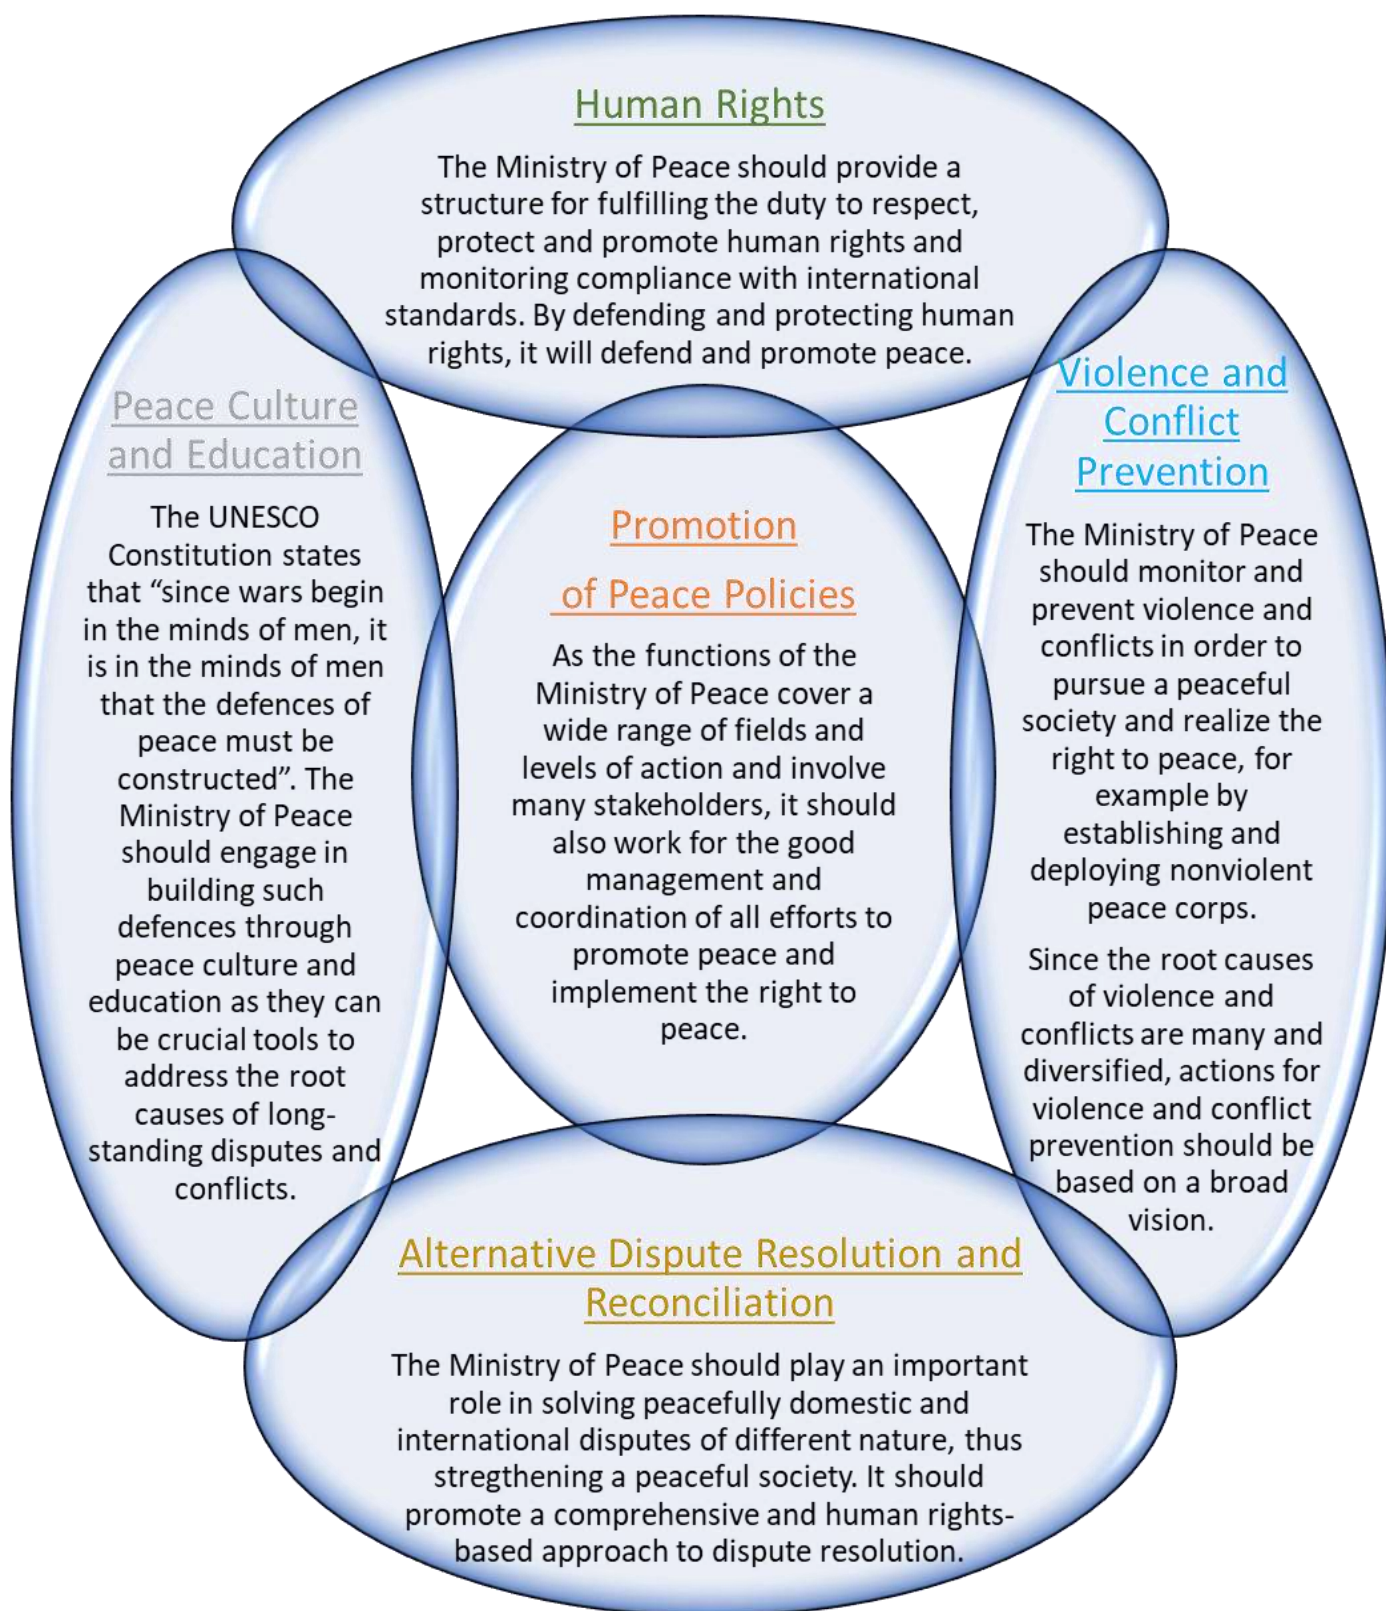 Human Rights
The Ministry of Peace should provide a
structure for fulfilling the duty to respect,
protect and promote human rights and
monitoring compliance with international
standards. By defending and protecting human
rights, it will defend and promote peace.
Peace Culture
and Education
The UNESCO
Constitution states
that “since wars begin
in the minds of men, it
is in the minds of men
that the defences of
peace must be
constructed”. The
Ministry of Peace
should engage in
building such
defences through
peace culture and
education as they can
be crucial tools to
address the root
causes of long-
standing disputes and
conflicts.
Promotion
of Peace Policies
As the functions of the
Ministry of Peace cover a
wide range of fields and
levels of action and involve
many stakeholders, it should
also work for the good
management and
coordination of all efforts to
promote peace and
implement the right to
peace.
Violence and
Conflict
Prevention
The Ministry of Peace
should monitor and
prevent violence and
conflicts in order to
pursue a peaceful
society and realize the
right to peace, for
example by
establishing and
deploying nonviolent
peace corps.
Since the root causes
of violence and
conflicts are many and
diversified, actions for
violence and conflict
prevention should be
based on a broad
vision.
Alternative Dispute Resolution and
Reconciliation
The Ministry of Peace should play an important
role in solving peacefully domestic and
international disputes of different nature, thus
stregthening a peaceful society. It should
promote a comprehensive and human rights-
based approach to dispute resolution.